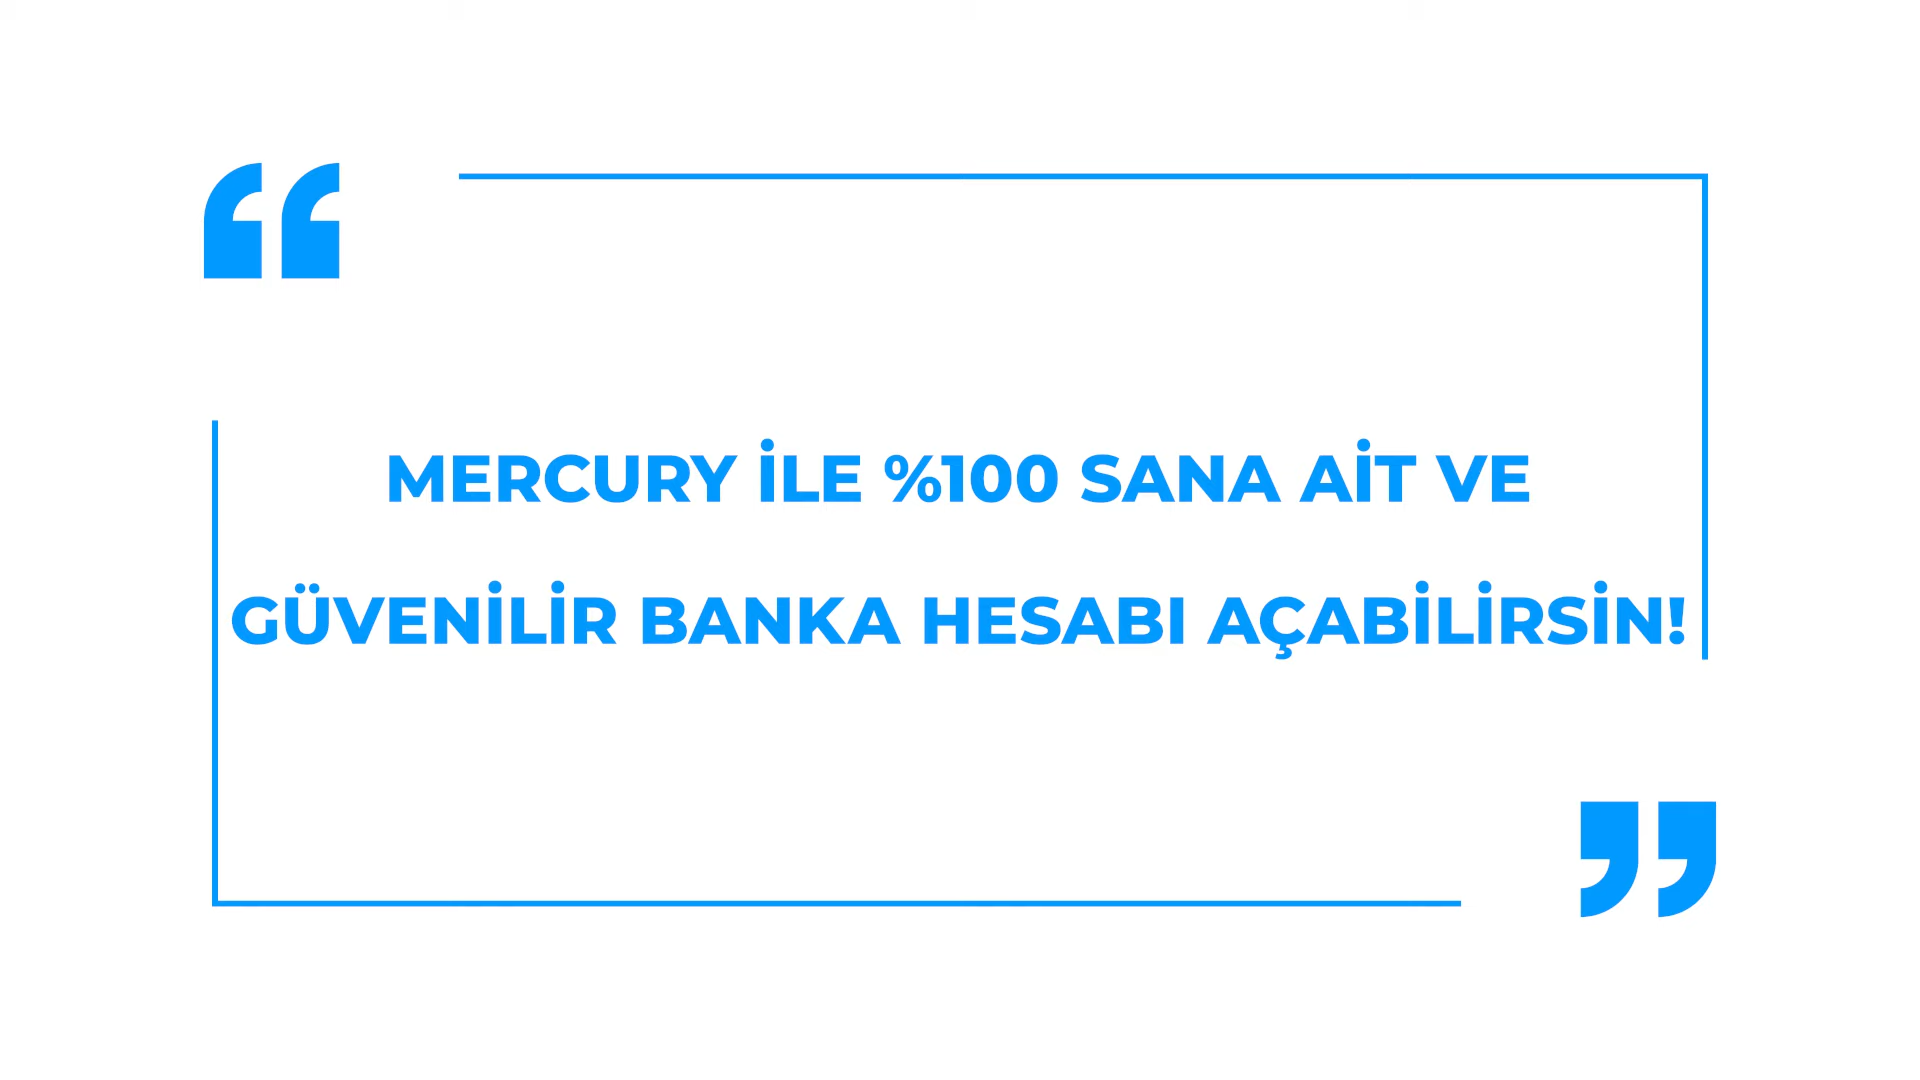 “
MERCURY İLE %100 SANA AİT VE
GÜVENİLİR BANKA HESABI AÇABİLİRSİN!
”